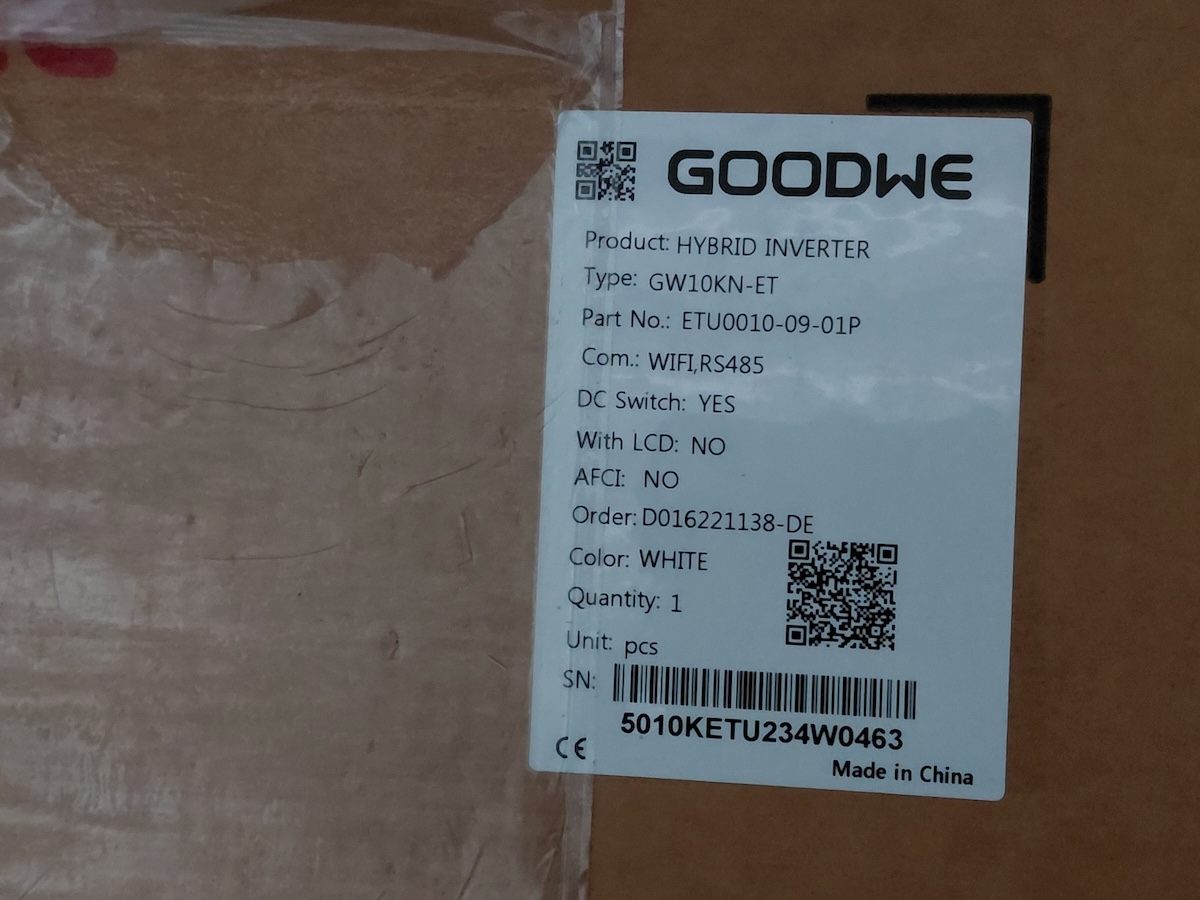 GOODWE
Product: HYBRID INVERTER
Type: GW10KN-ET
Part No.: ETU0010-09-01P
Com.: WIFI,RS485
DC Switch: YES
With LCD: NO
AFCI: NO
Order: D016221138-DE
Color: WHITE
Quantity: 1
Unit: pcs
SN:
5010KETU234W0463
CE
Made in China